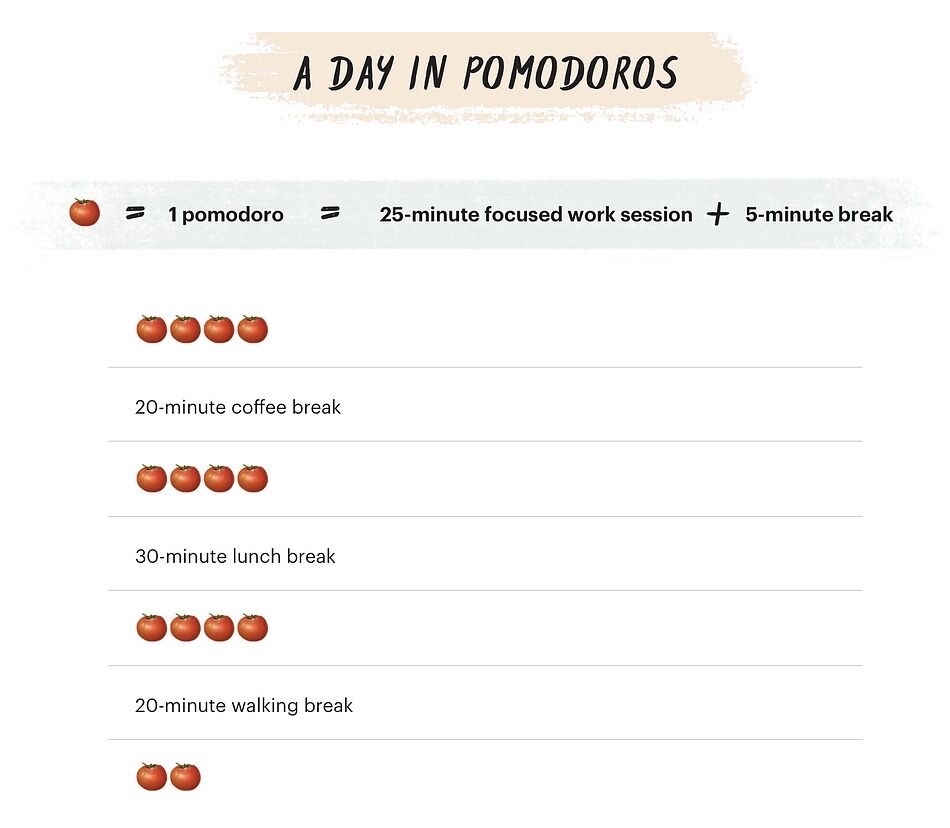 A DAY IN POMODOROS
= 1 pomodoro = 25-minute focused work session + 5-minute break
20-minute coffee break
30-minute lunch break
20-minute walking break